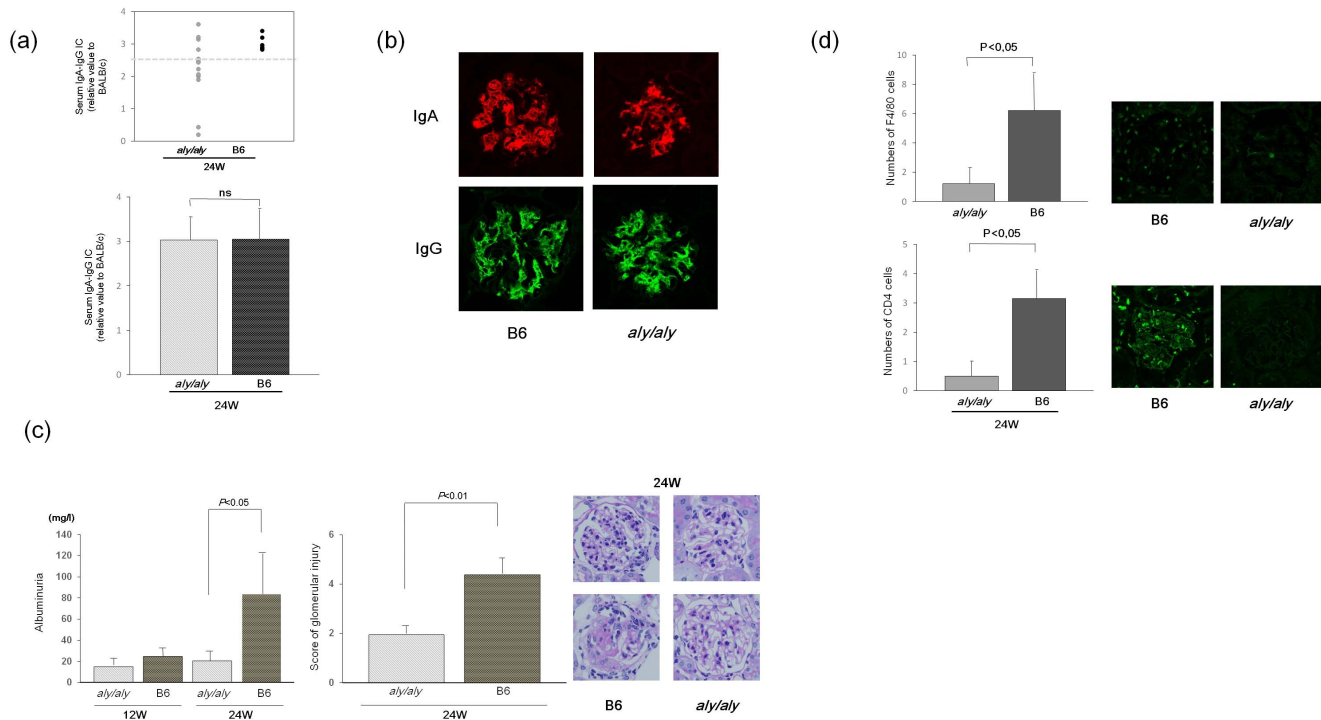 (a)
Serum IgA-IgG IC
(relative value to
BALB/c)
4
3
2
1
0
aly/aly B6
24W
ns
Serum IgA-IgG IC
(relative value to BALB/c)
4
3
2
1
0
aly/aly B6
24W
(b)
IgA
IgG
B6 aly/aly
(c)
(mg/l)
Albuminuria
140
120
100
80
60
40
20
0
P<0.05
aly/aly B6 aly/aly B6
12W 24W
Score of glomerular injury
6
4
2
0
P<0.01
aly/aly B6
24W
24W
B6 aly/aly
(d)
P<0,05
Numbers of F4/80 cells
10
8
6
4
2
0
aly/aly B6
B6 aly/aly
P<0,05
Numbers of CD4 cells
5
4
3
2
1
0
aly/aly B6
24W
B6 aly/aly